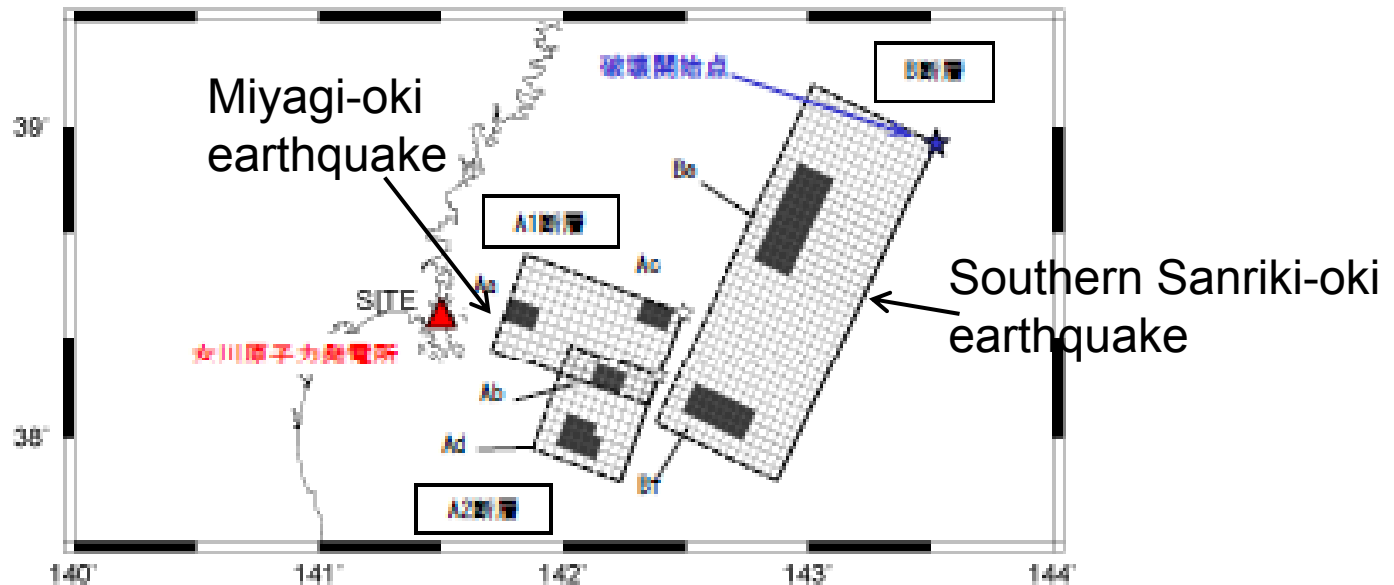 破壊開始点
B断層
Miyagi-oki
earthquake
39°
Be
A1断層
Ac
Aa
SITE
Southern Sanriki-oki
earthquake
女川原子力発電所
Ab
38°
Ad
Bf
A2断層
140°
141°
142°
143°
144°